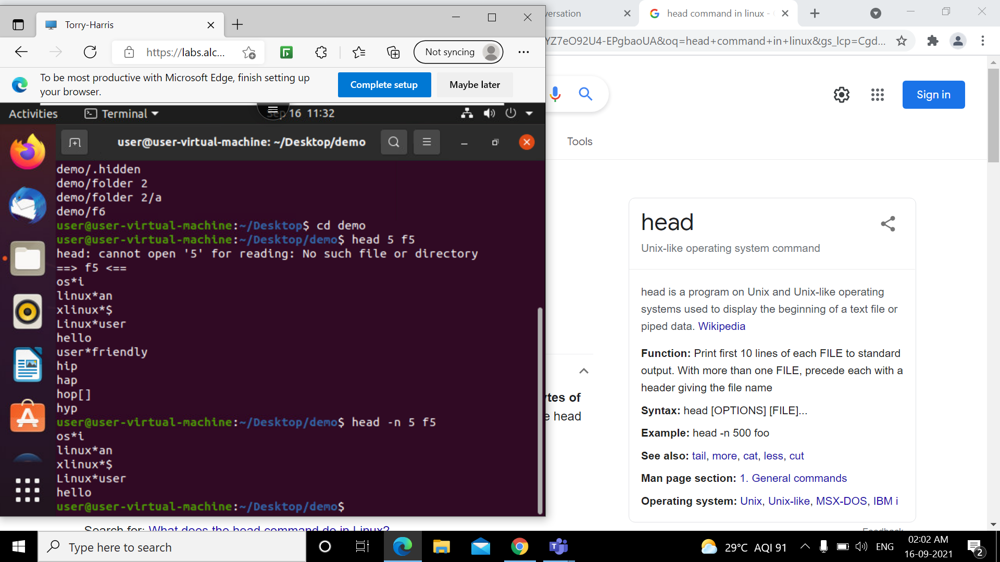 Torry-Harris
https://labs.alc...
Not syncing
To be most productive with Microsoft Edge, finish setting up
your browser.
Complete setup
Maybe later
Activities
Terminal
16 11:32
user@user-virtual-machine: ~/Desktop/demo
demo/.hidden
demo/folder 2
demo/folder 2/a
demo/f6
user@user-virtual-machine:~/Desktop$ cd demo
user@user-virtual-machine:~/Desktop/demo$ head 5 f5
head: cannot open '5' for reading: No such file or directory
==> f5 <==
os*i
linux*an
xlinux*$
Linux*user
hello
user*friendly
hip
hap
hop[]
hyp
user@user-virtual-machine:~/Desktop/demo$ head -n 5 f5
os*i
linux*an
xlinux*$
Linux*user
hello
user@user-virtual-machine:~/Desktop/demo$
ersation
head command in linux -
YZ7eO92U4-EPgbaoUA&oq=head+command+in+linux&gs_lcp=Cgd...
Sign in
Tools
tes of
e head
head
Unix-like operating system command
head is a program on Unix and Unix-like operating
systems used to display the beginning of a text file or
piped data. Wikipedia
Function: Print first 10 lines of each FILE to standard
output. With more than one FILE, precede each with a
header giving the file name
Syntax: head [OPTIONS] [FILE]...
Example: head -n 500 foo
See also: tail, more, cat, less, cut
Man page section: 1. General commands
Operating system: Unix, Unix-like, MSX-DOS, IBM i
Search for: What does the head command do in Linux?
Feedback
Type here to search
29°C AQI 91
ENG
02:02 AM
16-09-2021
2